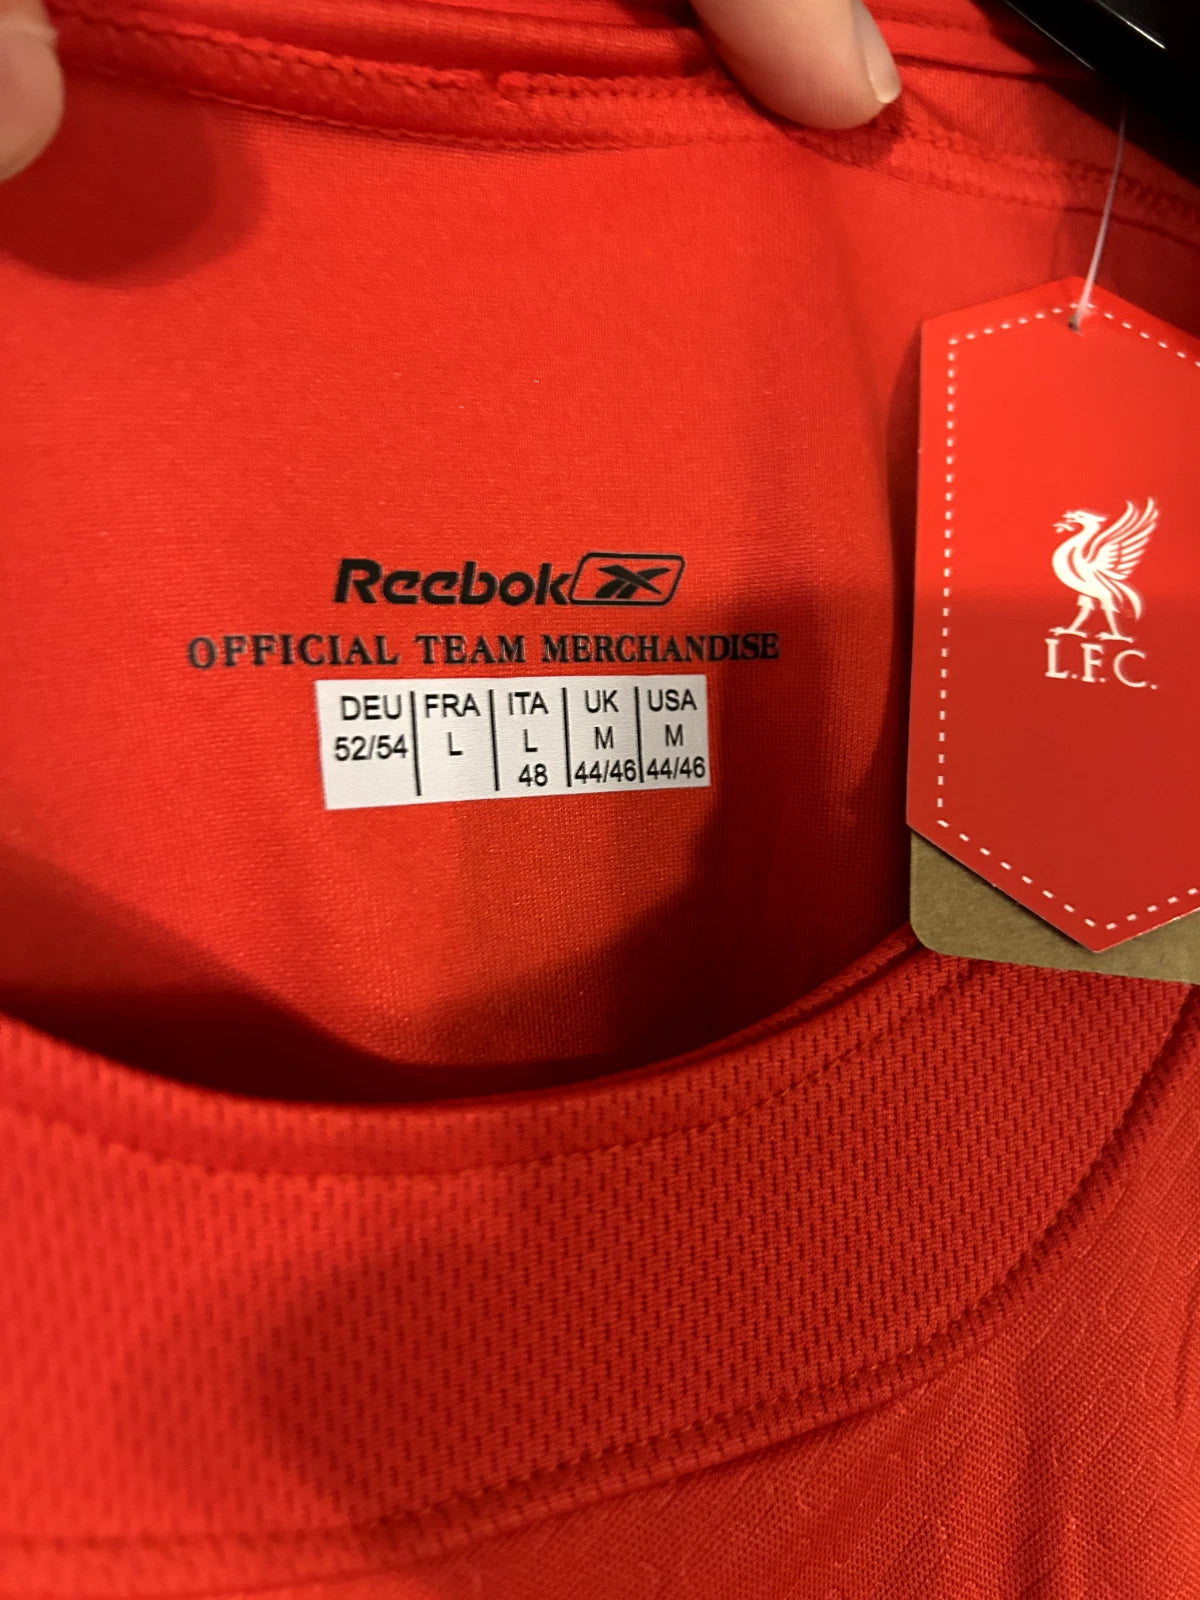 Reebok
OFFICIAL TEAM MERCHANDISE
DEU FRA ITA UK USA
52/54 L L M M
48 44/46 44/46
L.F.C.